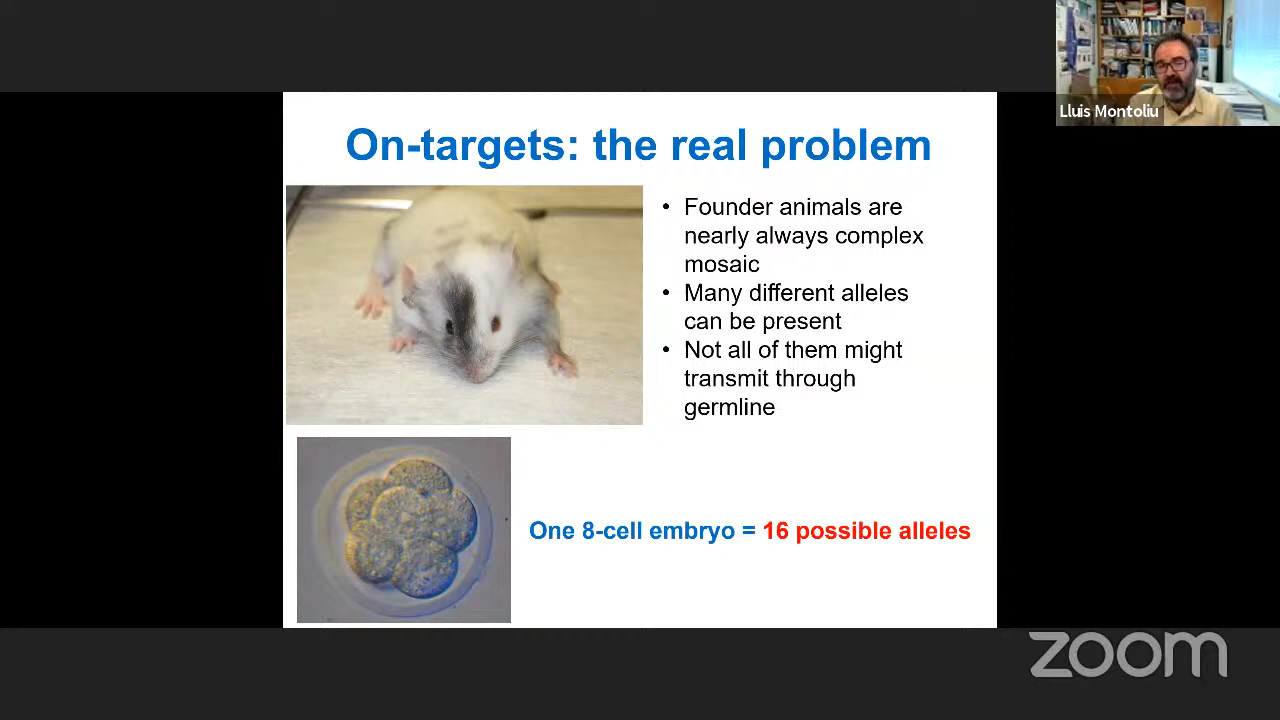 Lluis Montoliu
On-targets: the real problem
• Founder animals are
nearly always complex
mosaic
• Many different alleles
can be present
• Not all of them might
transmit through
germline
One 8-cell embryo = 16 possible alleles
zoom